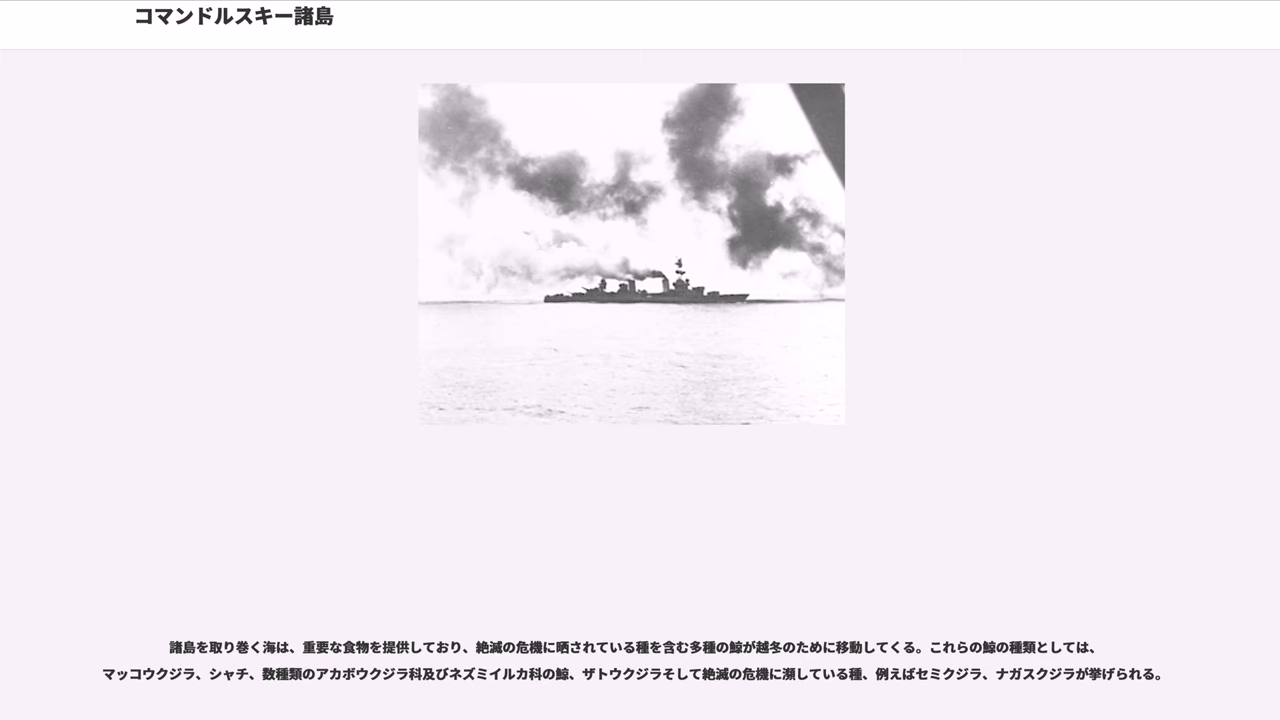 コマンドルスキー諸島
諸島を取り巻く海は、重要な食物を提供しており、絶滅の危機に晒されている種を含む多種の鯨が越冬のために移動してくる。これらの鯨の種類としては、
マッコウクジラ、シャチ、数種類のアカボウクジラ科及びネズミイルカ科の鯨、ザトウクジラそして絶滅の危機に瀕している種、例えばセミクジラ、ナガスクジラが挙げられる。